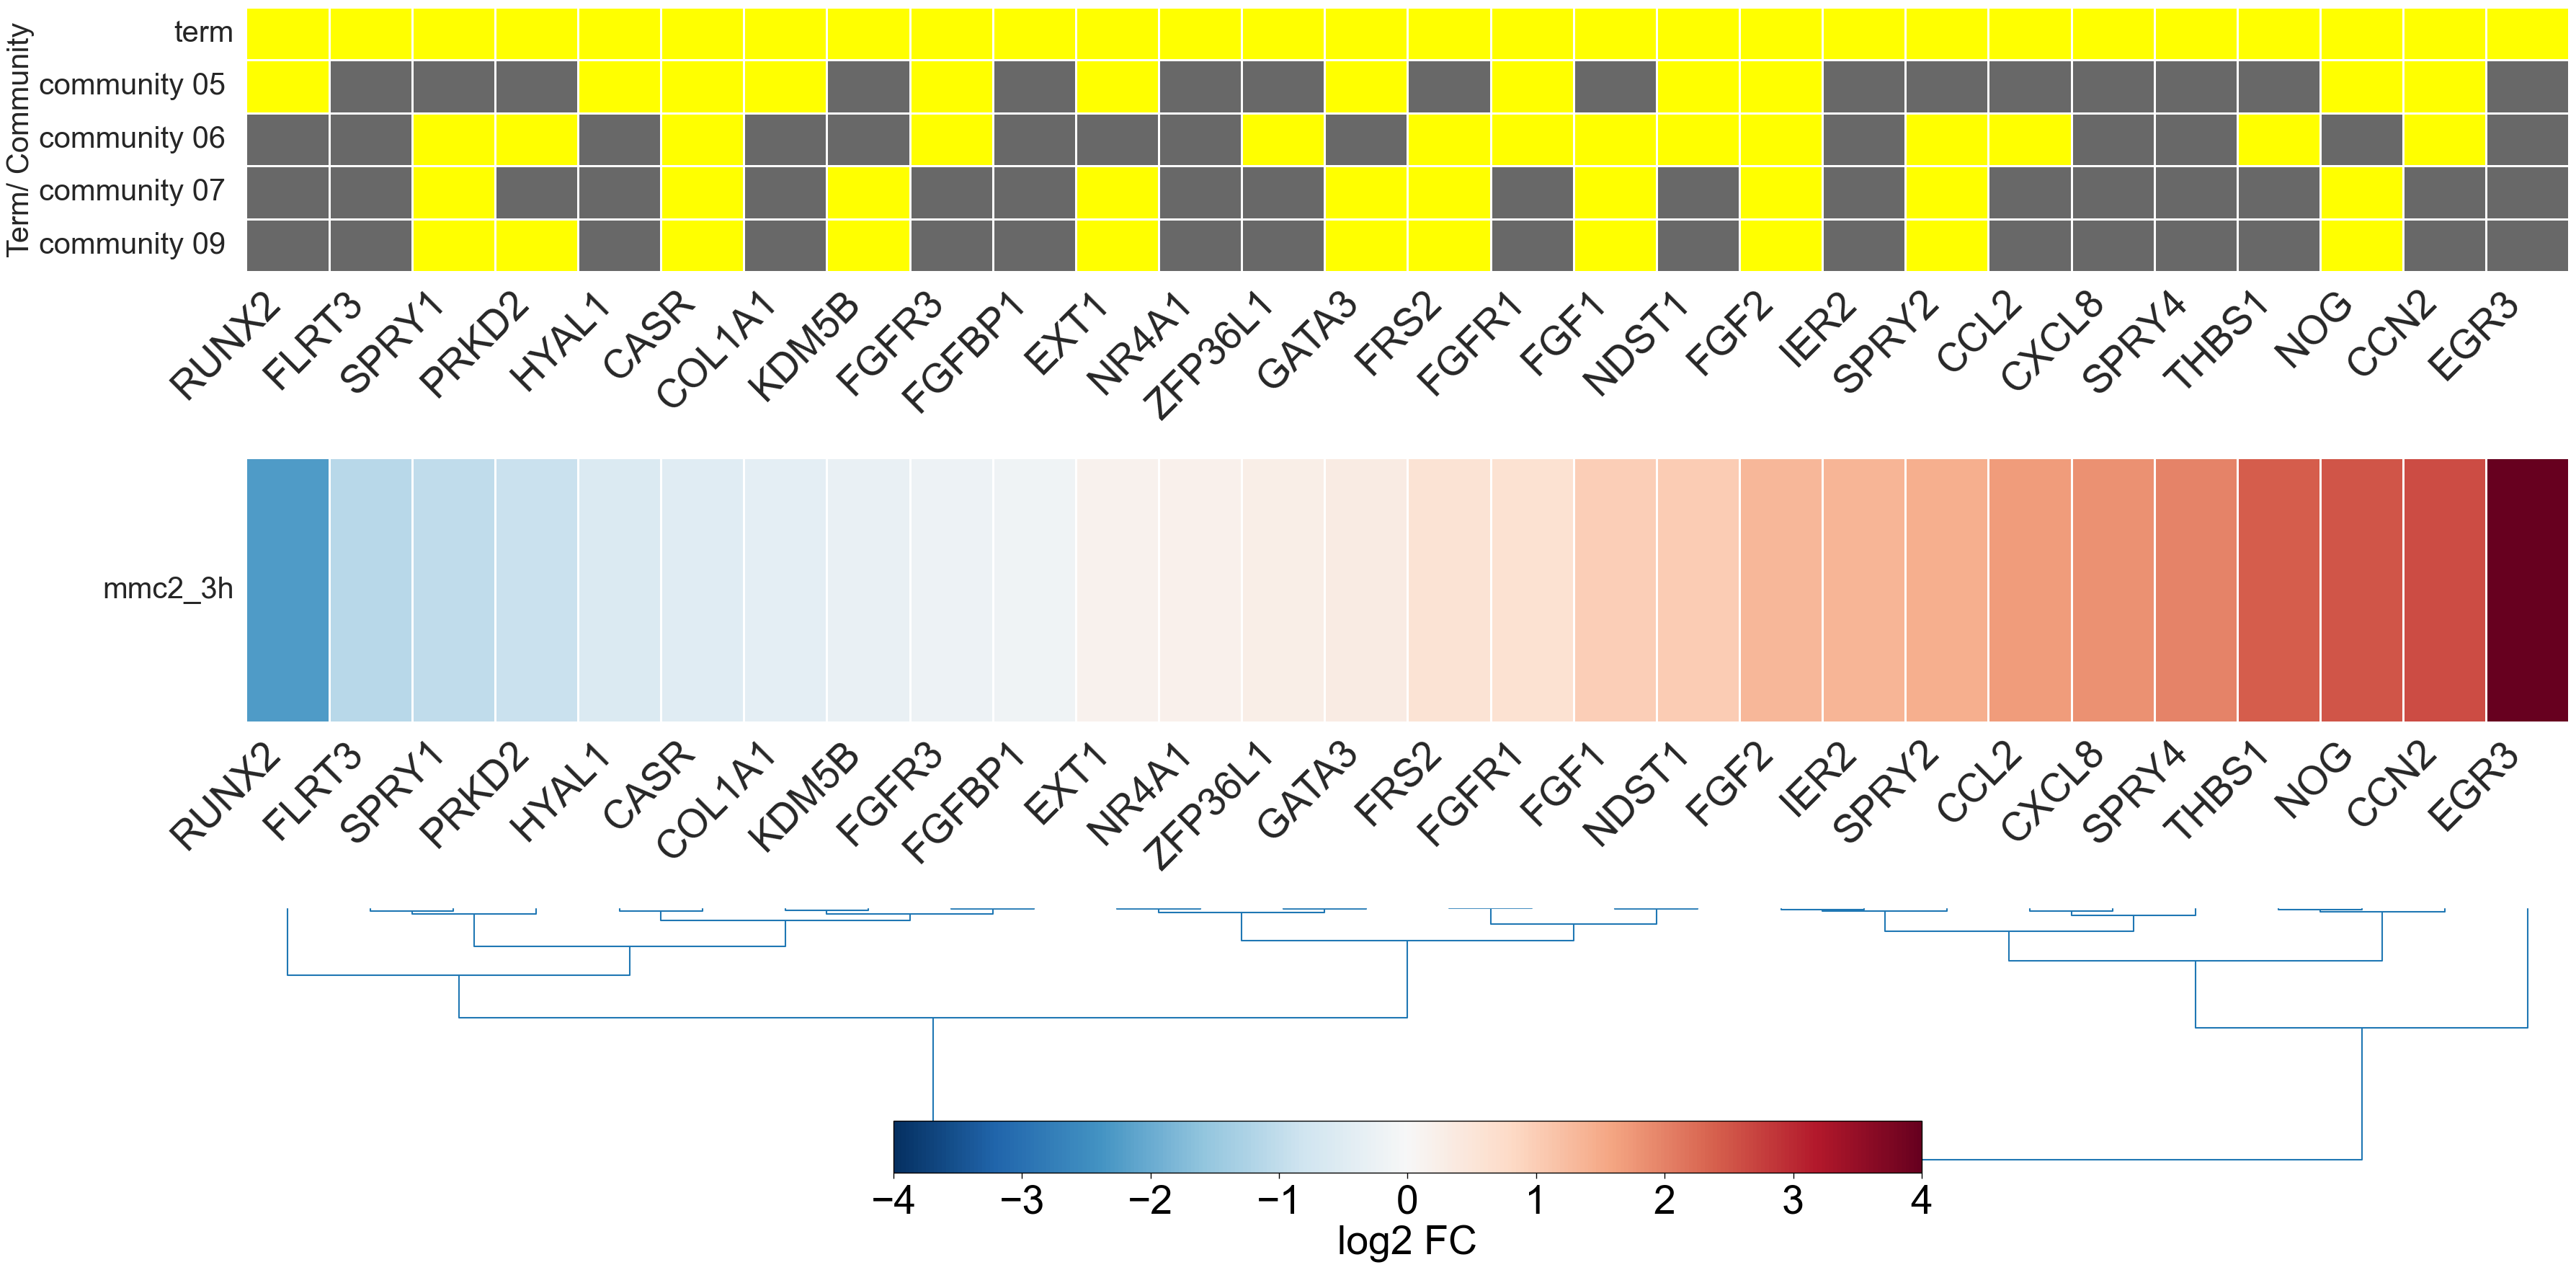 Term/ Community
term
community 05
community 06
community 07
community 09
RUNX2 FLRT3 SPRY1 PRKD2 HYAL1 CASR COL1A1 KDM5B FGFR3 FGFBP1 EXT1 NR4A1 ZFP36L1 GATA3 FRS2 FGFR1 FGF1 NDST1 FGF2 IER2 SPRY2 CCL2 CXCL8 SPRY4 THBS1 NOG CCN2 EGR3
mmc2_3h
RUNX2 FLRT3 SPRY1 PRKD2 HYAL1 CASR COL1A1 KDM5B FGFR3 FGFBP1 EXT1 NR4A1 ZFP36L1 GATA3 FRS2 FGFR1 FGF1 NDST1 FGF2 IER2 SPRY2 CCL2 CXCL8 SPRY4 THBS1 NOG CCN2 EGR3
−4 −3 −2 −1 0 1 2 3 4
log2 FC